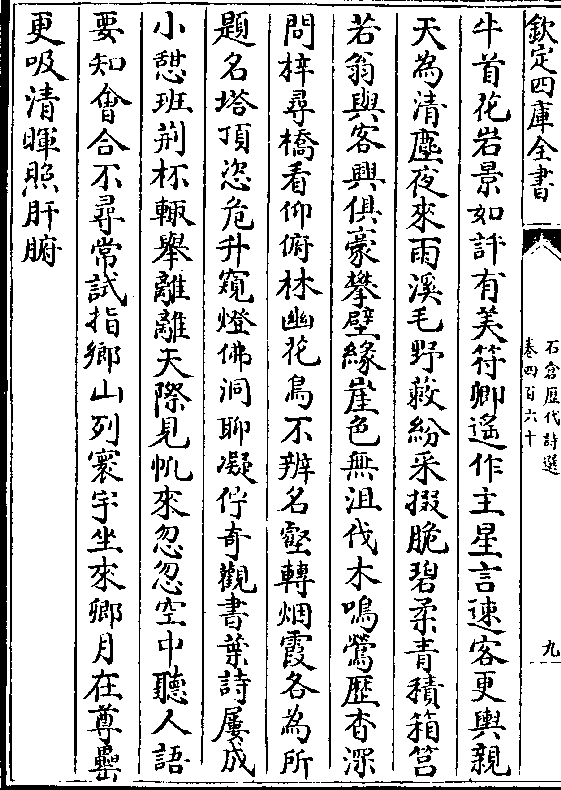 欽定四庫全書
石倉歷代詩選
卷四百六十
九
牛首花岩景如許有美符卿遙作主星言速客更輿親
天為清塵夜來雨溪毛野蔌紛采掇脆碧柔青積箱筥
若翁與客興俱豪攀壁緣崖色無沮伐木鳴鶯歷杳深
問梓尋橋看仰俯林幽花鳥不辨名壑轉烟霞各為所
題名塔頂恣危升窺燈佛洞聊凝佇奇觀書葉詩屢成
小憇班荊杯輙舉離離天際見帆來忽忽空中聽人語
要知會合不尋常試指鄉山列寰宇坐來鄉月在尊罍
更吸清暉照肝腑